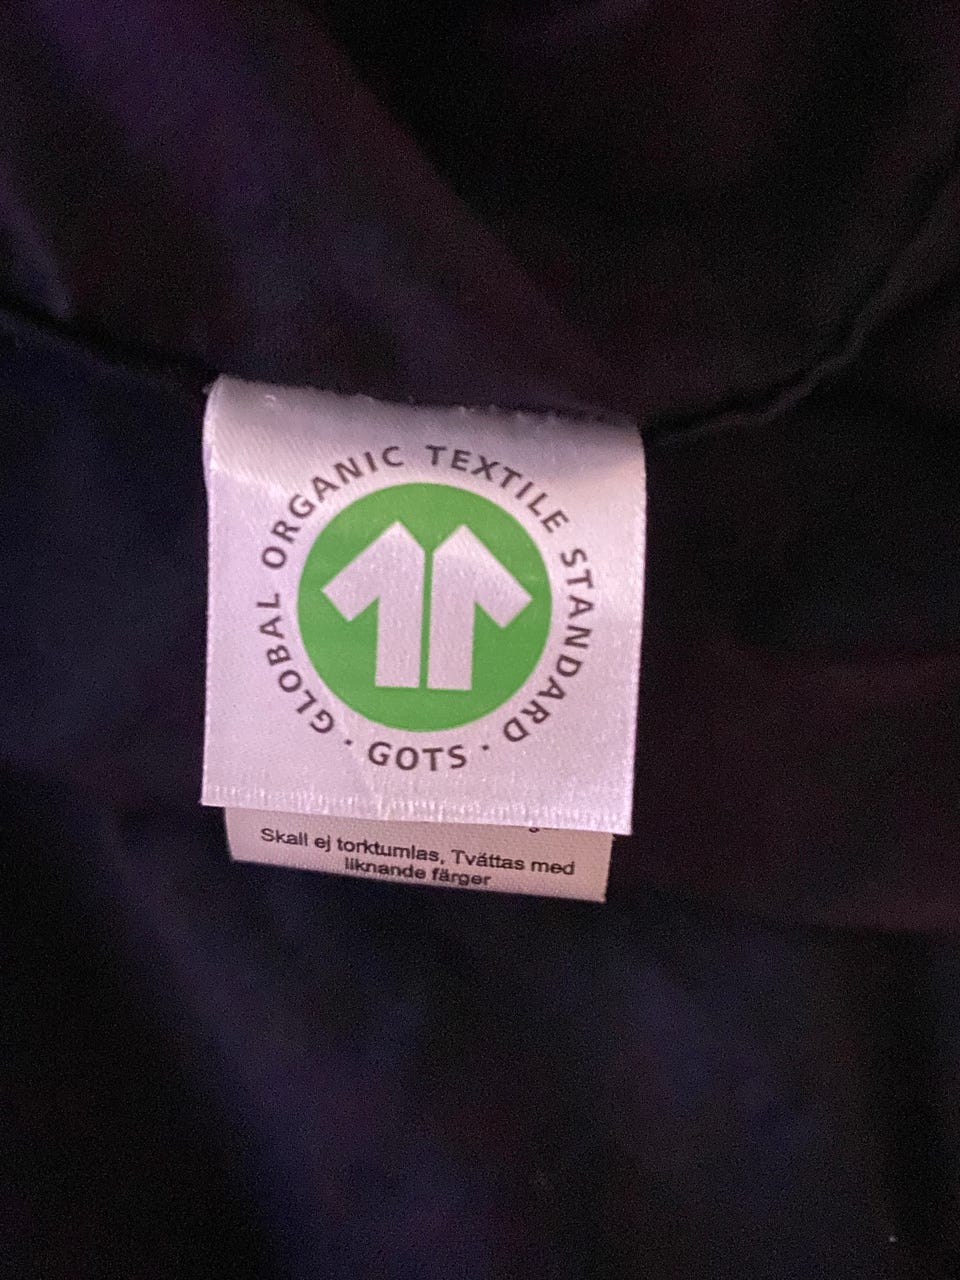 GLOBAL ORGANIC TEXTILE STANDARD
· GOTS ·
Skall ej torktumlas, Tvättas med
liknande färger